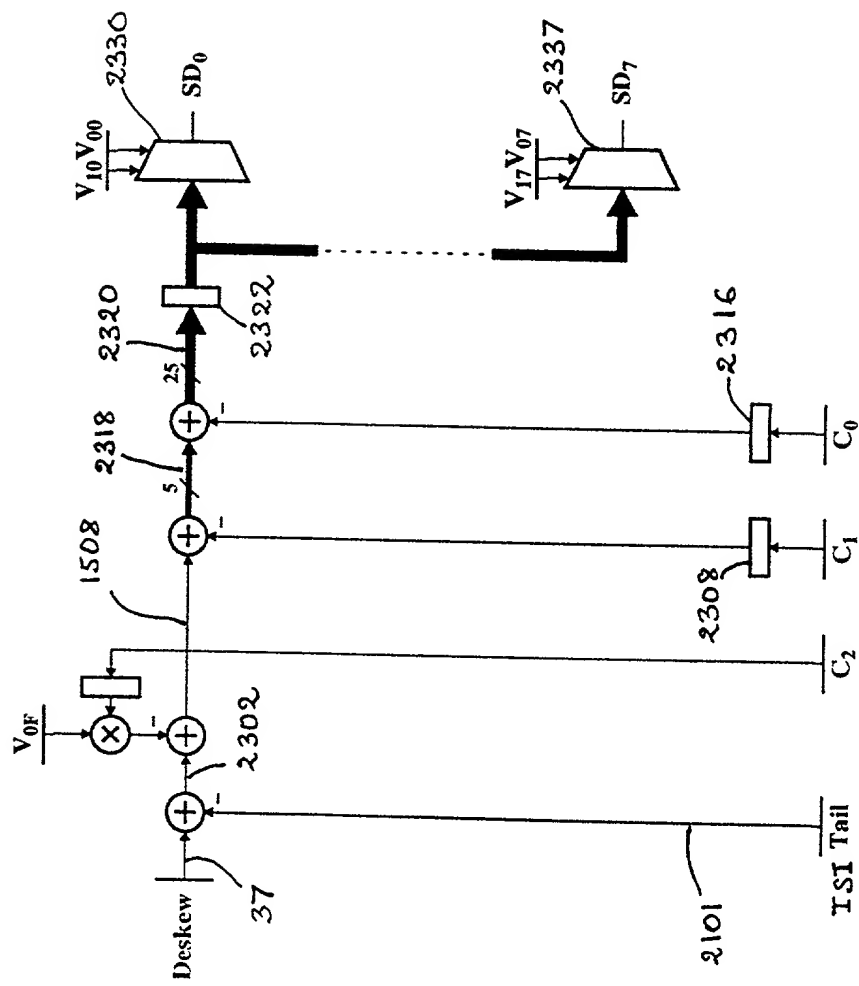 V₁₀ V₀₀
2330
SD₀
2320
25
2322
2318
5
1508
V₀F
×
−
+
2302
+
−
+
−
+
−
Deskew
37
V₁₇ V₀₇
2337
SD₇
2316
2308
2101
ISI Tail
C₂
C₁
C₀